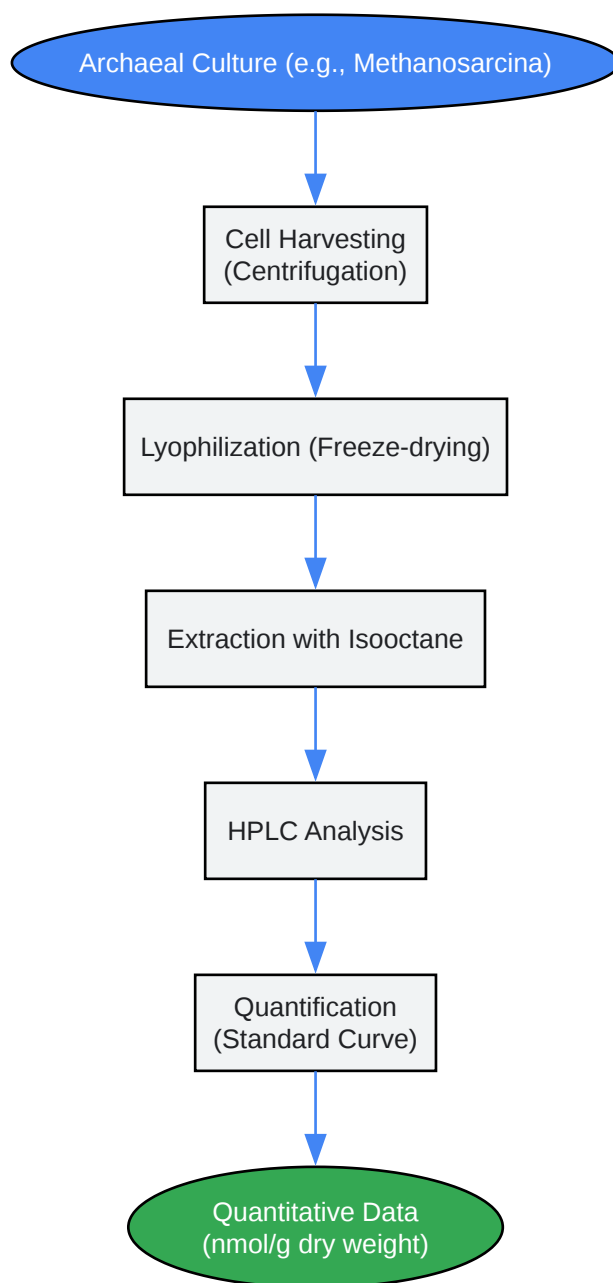 Archaeal Culture (e.g., Methanosarcina)
Cell Harvesting
(Centrifugation)
Lyophilization (Freeze-drying)
Extraction with Isooctane
HPLC Analysis
Quantification
(Standard Curve)
Quantitative Data
(nmol/g dry weight)